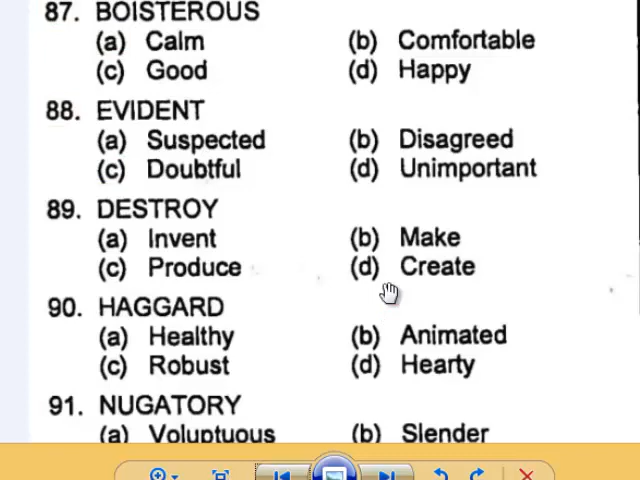 87. BOISTEROUS
(a) Calm (b) Comfortable
(c) Good (d) Happy
88. EVIDENT
(a) Suspected (b) Disagreed
(c) Doubtful (d) Unimportant
89. DESTROY
(a) Invent (b) Make
(c) Produce (d) Create
90. HAGGARD
(a) Healthy (b) Animated
(c) Robust (d) Hearty
91. NUGATORY
(a) Voluptuous (b) Slender